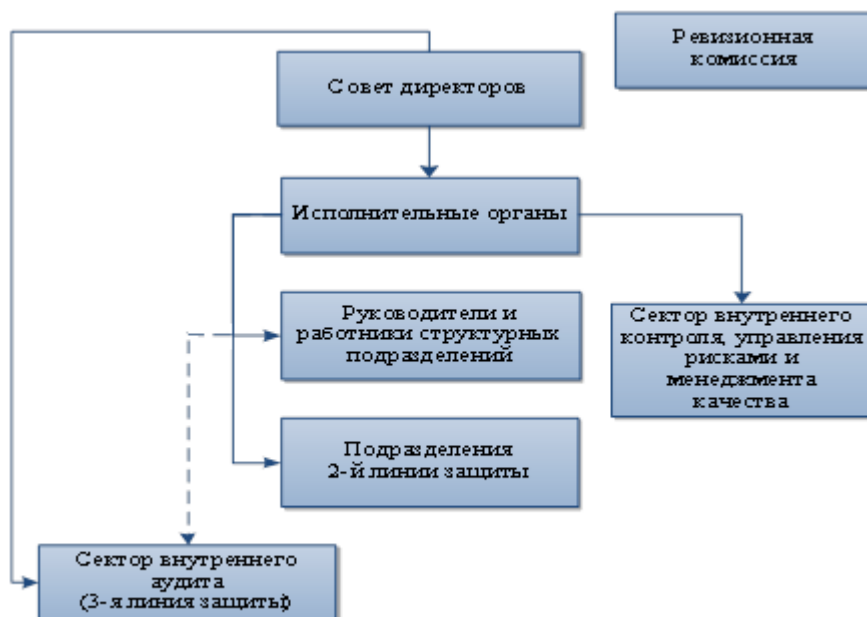 Ревизионная
комиссия
Совет директоров
Исполнительные органы
Руководители и
работники структурных
подразделений
Сектор внутреннего
контроля, управления
рисками и
менеджмента
качества
Подразделения
2-й линии защиты
Сектор внутреннего
аудита
(3-я линия защиты)